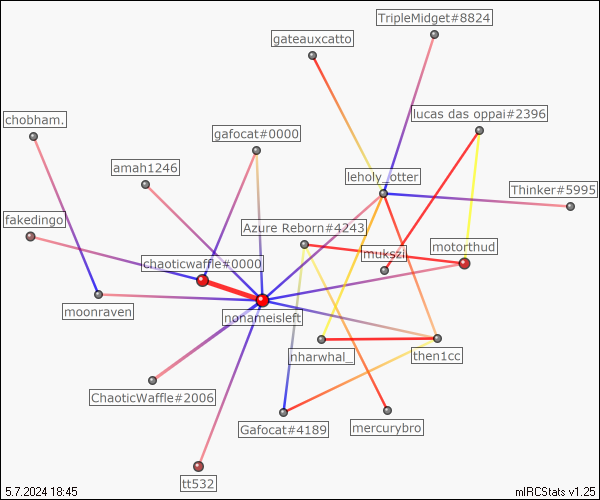 TripleMidget#8824
gateauxcatto
chobham.
lucas das oppai#2396
gafocat#0000
amah1246
leholy_otter
Thinker#5995
fakedingo
Azure Reborn#4243
motorthud
mukszii
chaoticwaffle#0000
moonraven
nonameisleft
nharwhal_
then1cc
ChaoticWaffle#2006
Gafocat#4189
mercurybro
tt532
5.7.2024 18:45
mIRCStats v1.25